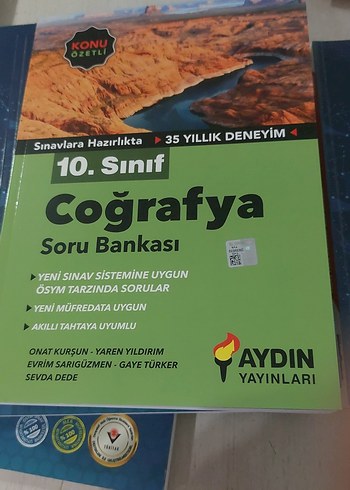 KONU
ÖZETLİ
Sınavlara Hazırlıkta ▸ 35 YILLIK DENEYİM ◂
10. Sınıf
Coğrafya
Soru Bankası
▸YENİ SINAV SİSTEMİNE UYGUN
ÖSYM TARZINDA SORULAR
▸YENİ MÜFREDATA UYGUN
▸AKILLI TAHTAYA UYUMLU
ONAT KURŞUN - YAREN YILDIRIM
EVRİM SARIGÜZMEN - GAYE TÜRKER
SEVDA DEDE
AYDIN
YAYINLARI
% 100
% 100